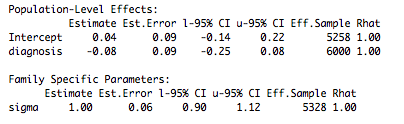 Population-Level Effects:
Estimate Est.Error l-95% CI u-95% CI Eff.Sample Rhat
Intercept 0.04 0.09 -0.14 0.22 5258 1.00
diagnosis -0.08 0.09 -0.25 0.08 6000 1.00
Family Specific Parameters:
Estimate Est.Error l-95% CI u-95% CI Eff.Sample Rhat
sigma 1.00 0.06 0.90 1.12 5328 1.00